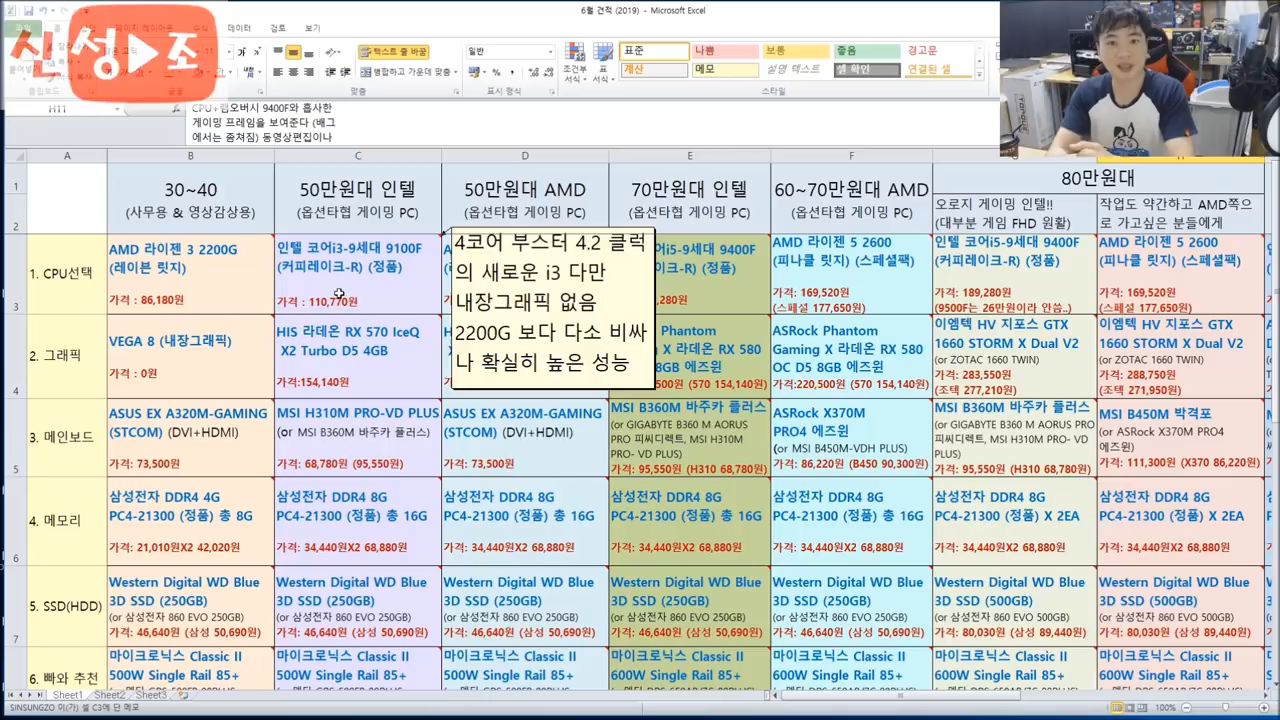 6월 견적 (2019) - Microsoft Excel
신성조
데이터
검토
보기
텍스트 줄 바꿈
병합하고 가운데 맞춤
맞춤
일반
표시 형식
조건부 서식
표 서식
표준
나쁨
보통
좋음
경고문
계산
메모
설명 텍스트
셀 확인
연결된 셀
스타일
H11
CPU+램오버시 9400F와 흡사한
게이밍 프레임을 보여준다 (배그
에서는 좀쳐짐) 동영상편집이나
A B C D E F
1
30~40
50만원대 인텔
50만원대 AMD
70만원대 인텔
60~70만원대 AMD
80만원대
2
(사무용 & 영상감상용)
(옵션타협 게이밍 PC)
(옵션타협 게이밍 PC)
(옵션타협 게이밍 PC)
(옵션타협 게이밍 PC)
오로지 게이밍 인텔!!
(대부분 게임 FHD 원활)
작업도 약간하고 AMD쪽으
로 가고싶은 분들에게
3
1. CPU선택
AMD 라이젠 3 2200G
(레이븐 릿지)
가격 : 86,180원
인텔 코어i3-9세대 9100F
(커피레이크-R) (정품)
가격 : 110,770원
4코어 부스터 4.2 클럭
의 새로운 i3 다만
내장그래픽 없음
2200G 보다 다소 비싸
나 확실히 높은 성능
어i5-9세대 9400F
이크-R) (정품)
,280원
AMD 라이젠 5 2600
(피나클 릿지) (스페셜팩)
가격: 169,520원
(스페셜 177,650원)
인텔 코어i5-9세대 9400F
(커피레이크-R) (정품)
가격: 189,280원
(9500F는 26만원이라 안씀..)
AMD 라이젠 5 2600
(피나클 릿지) (스페셜팩)
가격: 169,520원
(스페셜 177,650원)
4
2. 그래픽
VEGA 8 (내장그래픽)
가격 : 0원
HIS 라데온 RX 570 IceQ
X2 Turbo D5 4GB
가격:154,140원
Phantom
X 라데온 RX 580
8GB 에즈윈
500원 (570 154,140원)
ASRock Phantom
Gaming X 라데온 RX 580
OC D5 8GB 에즈윈
가격:220,500원 (570 154,140원)
이엠텍 HV 지포스 GTX
1660 STORM X Dual V2
(or ZOTAC 1660 TWIN)
가격: 283,550원
(조텍 277,210원)
이엠텍 HV 지포스 GTX
1660 STORM X Dual V2
(or ZOTAC 1660 TWIN)
가격: 288,750원
(조텍 271,950원)
5
3. 메인보드
ASUS EX A320M-GAMING
(STCOM) (DVI+HDMI)
가격: 73,500원
MSI H310M PRO-VD PLUS
(or MSI B360M 바주카 플러스)
가격: 68,780원 (95,550원)
ASUS EX A320M-GAMING
(STCOM) (DVI+HDMI)
가격: 73,500원
MSI B360M 바주카 플러스
(or GIGABYTE B360 M AORUS
PRO 피씨디렉트, MSI H310M
PRO- VD PLUS)
가격: 95,550원 (H310 68,780원)
ASRock X370M
PRO4 에즈윈
(or MSI B450M-VDH PLUS)
가격: 86,220원 (B450 90,300원)
MSI B360M 바주카 플러스
(or GIGABYTE B360 M AORUS PRO
피씨디렉트, MSI H310M PRO- VD
PLUS)
가격: 95,550원 (H310 68,780원)
MSI B450M 박격포
(or ASRock X370M PRO4
에즈윈)
가격: 111,300원 (X370 86,220원)
6
4. 메모리
삼성전자 DDR4 4G
PC4-21300 (정품) 총 8G
가격: 21,010원X2 42,020원
삼성전자 DDR4 8G
PC4-21300 (정품) 총 16G
가격: 34,440원X2 68,880원
삼성전자 DDR4 8G
PC4-21300 (정품) 총 16G
가격: 34,440원X2 68,880원
삼성전자 DDR4 8G
PC4-21300 (정품) 총 16G
가격: 34,440원X2 68,880원
삼성전자 DDR4 8G
PC4-21300 (정품) 총 16G
가격: 34,440원X2 68,880원
삼성전자 DDR4 8G
PC4-21300 (정품) X 2EA
가격: 34,440원X2 68,880원
삼성전자 DDR4 8G
PC4-21300 (정품) X 2EA
가격: 34,440원X2 68,880원
7
5. SSD(HDD)
Western Digital WD Blue
3D SSD (250GB)
(or 삼성전자 860 EVO 250GB)
가격: 46,640원 (삼성 50,690원)
Western Digital WD Blue
3D SSD (250GB)
(or 삼성전자 860 EVO 250GB)
가격: 46,640원 (삼성 50,690원)
Western Digital WD Blue
3D SSD (250GB)
(or 삼성전자 860 EVO 250GB)
가격: 46,640원 (삼성 50,690원)
Western Digital WD Blue
3D SSD (250GB)
(or 삼성전자 860 EVO 250GB)
가격: 46,640원 (삼성 50,690원)
Western Digital WD Blue
3D SSD (250GB)
(or 삼성전자 860 EVO 250GB)
가격: 46,640원 (삼성 50,690원)
Western Digital WD Blue
3D SSD (500GB)
(or 삼성전자 860 EVO 500GB)
가격: 80,030원 (삼성 89,440원)
Western Digital WD Blue
3D SSD (500GB)
(or 삼성전자 860 EVO 500GB)
가격: 80,030원 (삼성 89,440원)
6. 빠와 추천
마이크로닉스 Classic II
500W Single Rail 85+
마이크로닉스 Classic II
500W Single Rail 85+
마이크로닉스 Classic II
500W Single Rail 85+
마이크로닉스 Classic II
600W Single Rail 85+
마이크로닉스 Classic II
600W Single Rail 85+
마이크로닉스 Classic II
600W Single Rail 85+
마이크로닉스 Classic II
600W Single Rail 85+
Sheet1 Sheet2 Sheet3
SINSUNGZO 이(가) 셀 C3에 단 메모
100%